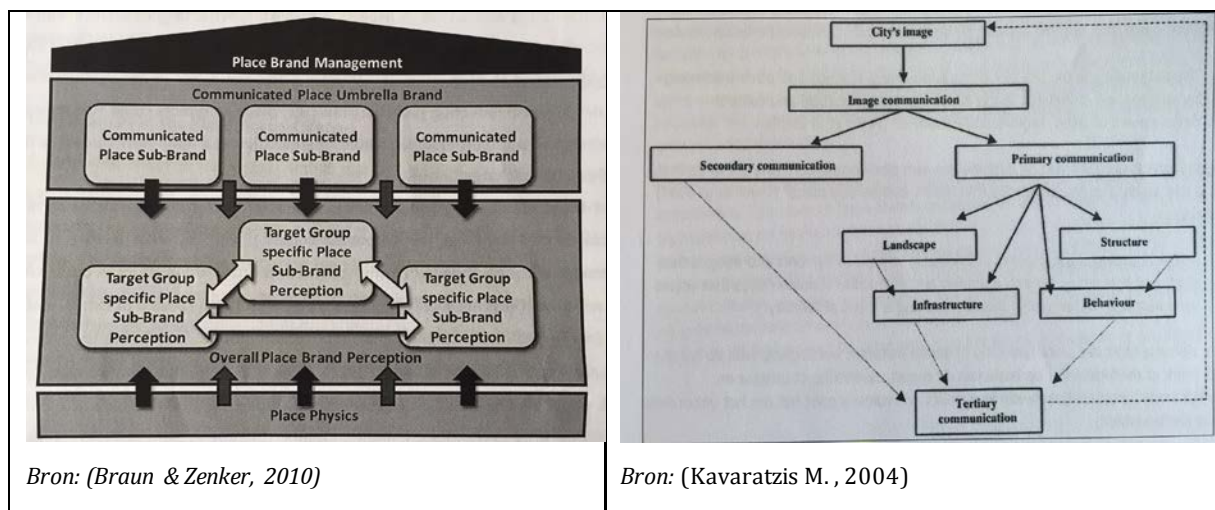 Place Brand Management
Communicated Place Umbrella Brand
Communicated
Place Sub-Brand
Communicated
Place Sub-Brand
Communicated
Place Sub-Brand
Target Group
specific Place
Sub-Brand
Perception
Target Group
specific Place
Sub-Brand
Perception
Target Group
specific Place
Sub-Brand
Perception
Overall Place Brand Perception
Place Physics
Bron: (Braun & Zenker, 2010)
City's image
Image communication
Secondary communication
Primary communication
Landscape
Structure
Infrastructure
Behaviour
Tertiary
communication
Bron: (Kavaratzis M. , 2004)